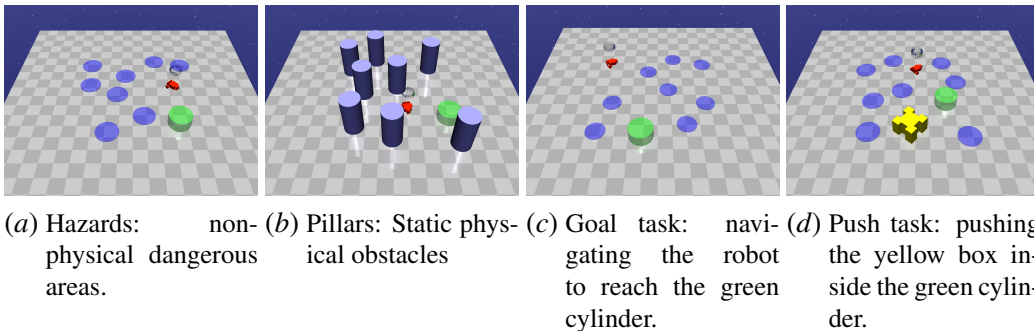 (a) Hazards: non-
physical dangerous
areas.
(b) Pillars: Static phys-
ical obstacles
(c) Goal task: navi-
gating the robot
to reach the green
cylinder.
(d) Push task: pushing
the yellow box in-
side the green cylin-
der.